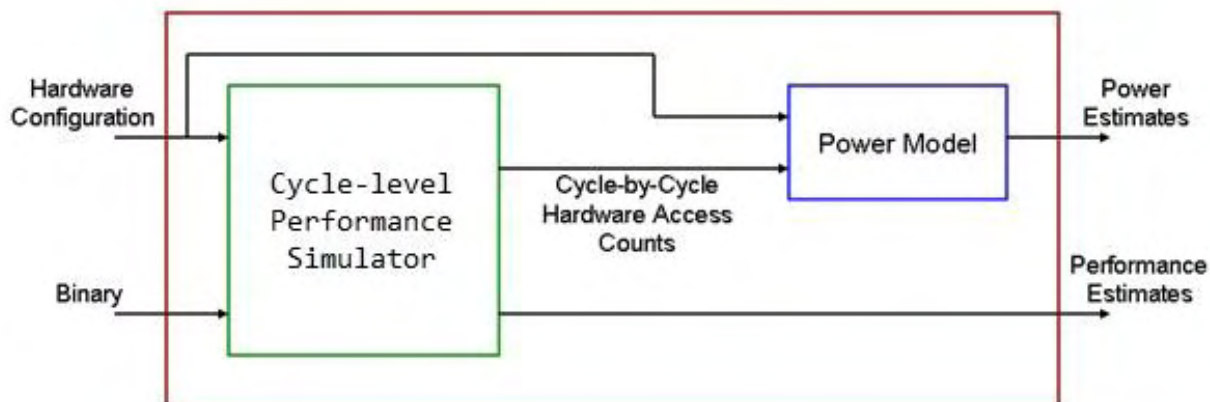 Hardware
Configuration
Power
Estimates
Power Model
Cycle-level
Performance
Simulator
Cycle-by-Cycle
Hardware Access
Counts
Binary
Performance
Estimates